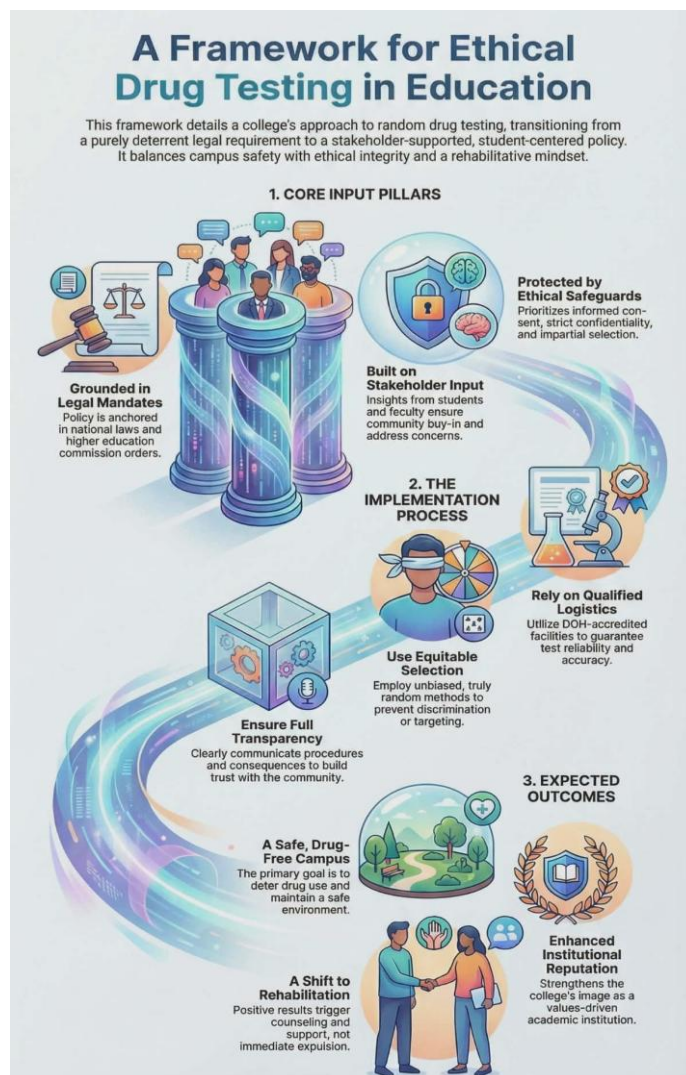 A Framework for Ethical
Drug Testing in Education
This framework details a college's approach to random drug testing, transitioning from
a purely deterrent legal requirement to a stakeholder-supported, student-centered policy.
It balances campus safety with ethical integrity and a rehabilitative mindset.
1. CORE INPUT PILLARS
Grounded in
Legal Mandates
Policy is anchored
in national laws and
higher education
commission orders.
Built on
Stakeholder Input
Insights from students
and feculty ensure
community buy-in and
address concerns.
Protected by
Ethical Safeguards
Prioritizes informed con-
sent, strict confidentiality,
and impartial selection.
2. THE
IMPLEMENTATION
PROCESS
Rely on Qualified
Logistics
Utllize DOH-accredited
facilities to guarantee
test reliability and
accuracy.
Use Equitable
Selection
Employ unbiased, truly
random methods to
prevent discrimination
or targeting.
Ensure Full
Transparency
Clearly communicate procedures
and consequences to build
trust with the community.
3. EXPECTED
OUTCOMES
A Safe, Drug-
Free Campus
The primary goal is to
deter drug use and
maintain a safe
environment.
Enhanced
Institutional
Reputation
Strengthens the
college's image as a
values-driven
academic institution.
A Shift to
Rehabilitation
Positive results trigger
counseling and
support, not
immediate expulsion.